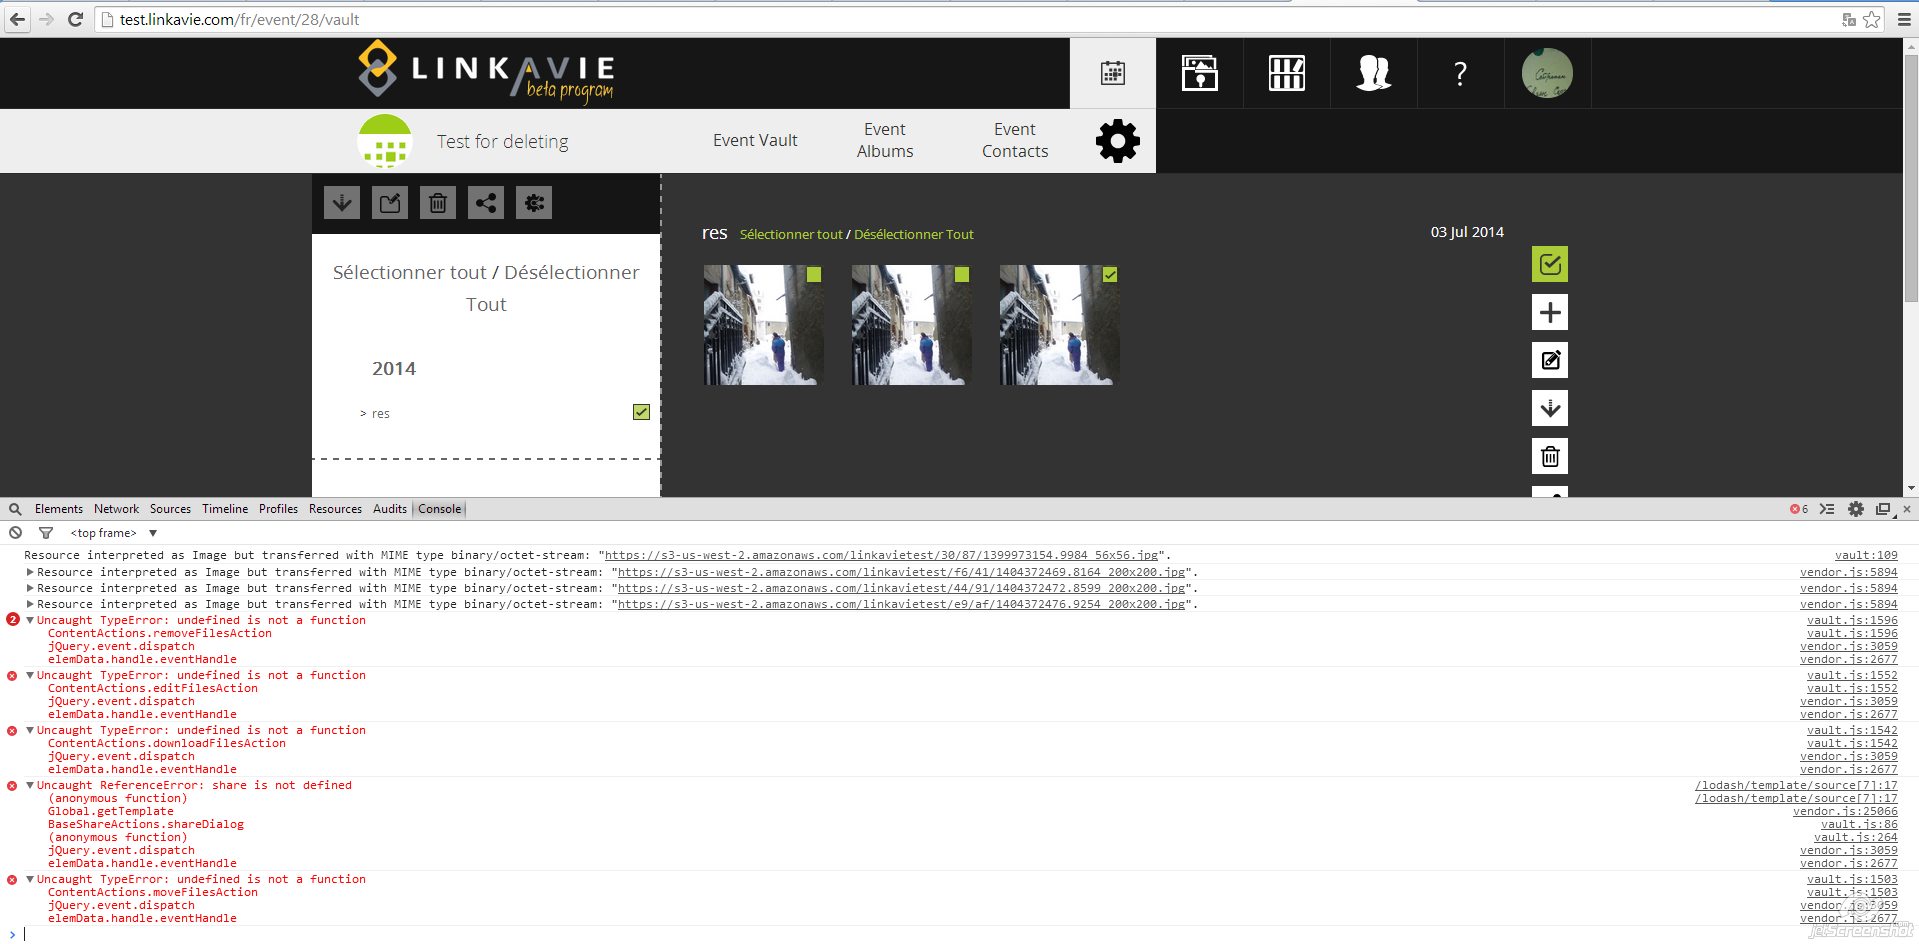 test.linkavie.com/fr/event/28/vault
LINKAVIE
beta program
?
Test for deleting
Event Vault
Event
Albums
Event
Contacts
Sélectionner tout / Désélectionner
Tout
2014
> res
res Sélectionner tout / Désélectionner Tout
03 Jul 2014
Elements Network Sources Timeline Profiles Resources Audits Console
6
<top frame>
Resource interpreted as Image but transferred with MIME type binary/octet-stream: "https://s3-us-west-2.amazonaws.com/linkavietest/30/87/1399973154.9984_56x56.jpg". vault:109
Resource interpreted as Image but transferred with MIME type binary/octet-stream: "https://s3-us-west-2.amazonaws.com/linkavietest/f6/41/1404372469.8164_200x200.jpg". vendor.js:5894
Resource interpreted as Image but transferred with MIME type binary/octet-stream: "https://s3-us-west-2.amazonaws.com/linkavietest/44/91/1404372472.8599_200x200.jpg". vendor.js:5894
Resource interpreted as Image but transferred with MIME type binary/octet-stream: "https://s3-us-west-2.amazonaws.com/linkavietest/e9/af/1404372476.9254_200x200.jpg". vendor.js:5894
2 Uncaught TypeError: undefined is not a function vault.js:1596
ContentActions.removeFilesAction vault.js:1596
jQuery.event.dispatch vendor.js:3059
elemData.handle.eventHandle vendor.js:2677
Uncaught TypeError: undefined is not a function vault.js:1552
ContentActions.editFilesAction vault.js:1552
jQuery.event.dispatch vendor.js:3059
elemData.handle.eventHandle vendor.js:2677
Uncaught TypeError: undefined is not a function vault.js:1542
ContentActions.downloadFilesAction vault.js:1542
jQuery.event.dispatch vendor.js:3059
elemData.handle.eventHandle vendor.js:2677
Uncaught ReferenceError: share is not defined /lodash/template/source[7]:17
(anonymous function) /lodash/template/source[7]:17
Global.getTemplate vendor.js:25066
BaseShareActions.shareDialog vault.js:86
(anonymous function) vault.js:264
jQuery.event.dispatch vendor.js:3059
elemData.handle.eventHandle vendor.js:2677
Uncaught TypeError: undefined is not a function vault.js:1503
ContentActions.moveFilesAction vault.js:1503
jQuery.event.dispatch vendor.js:3059
elemData.handle.eventHandle vendor.js:2677
>
jetScreenshot